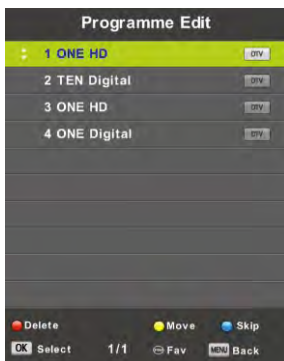 Programme Edit
1 ONE HD DTV
2 TEN Digital DTV
3 ONE HD DTV
4 ONE Digital DTV
Delete Move Skip
OK Select 1/1 Fav MENU Back